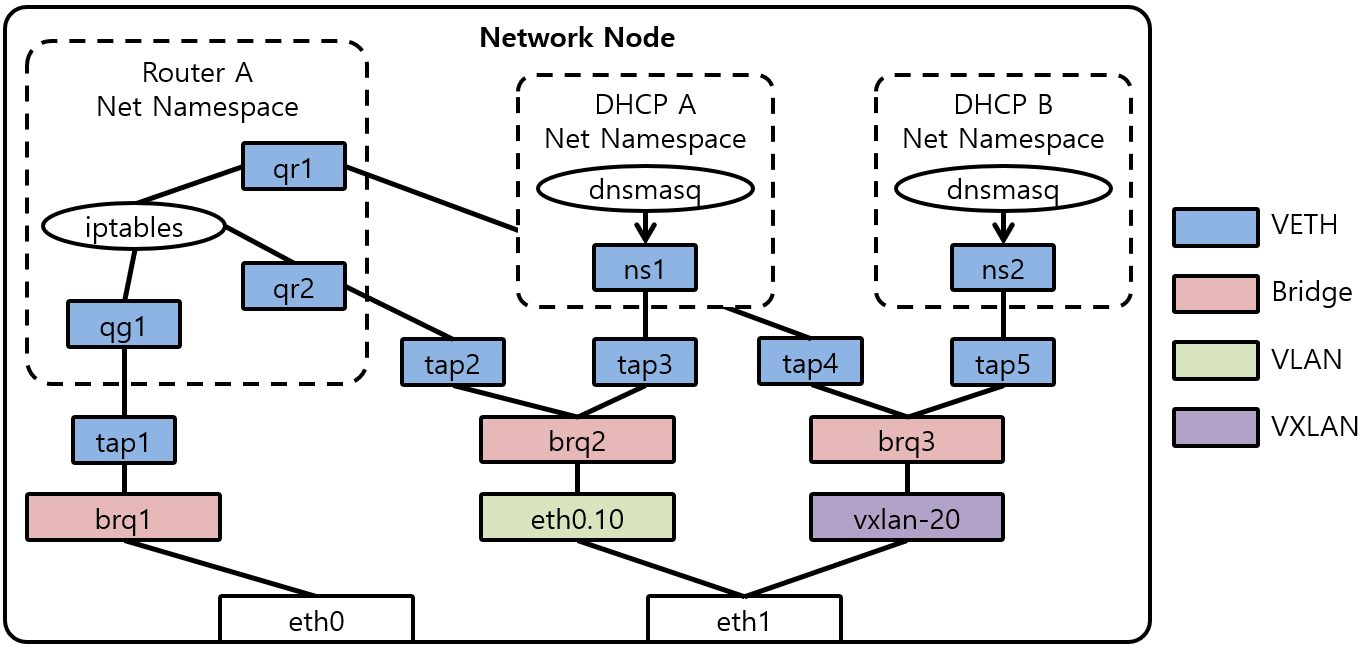 Network Node
Router A
Net Namespace
qr1
iptables
qr2
qg1
tap1
brq1
eth0
DHCP A
Net Namespace
dnsmasq
ns1
tap2
tap3
brq2
eth0.10
DHCP B
Net Namespace
dnsmasq
ns2
tap4
tap5
brq3
vxlan-20
eth1
VETH
Bridge
VLAN
VXLAN